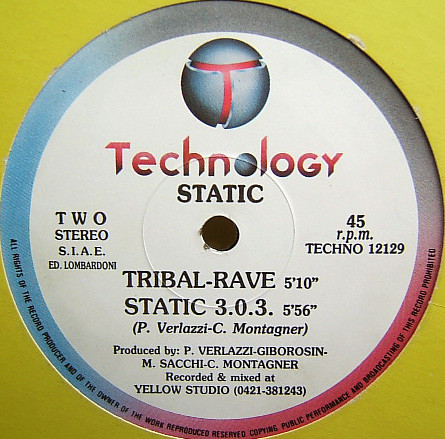 Technology
STATIC
TWO
STEREO
S.I.A.E.
ED. LOMBARDONI
45
r.p.m.
TECHNO 12129
TRIBAL-RAVE 5'10"
STATIC 3.0.3. 5'56"
(P. Verlazzi-C. Montagner)
Produced by: P. VERLAZZI-GIBOROSIN-
M. SACCHI-C. MONTAGNER
Recorded & mixed at
YELLOW STUDIO (0421-381243)
ALL RIGHTS OF THE RECORD PRODUCER AND OF THE OWNER OF THE WORK REPRODUCED RESERVED COPYING PUBLIC PERFORMANCE AND BROADCASTING OF THIS RECORD PROHIBITED